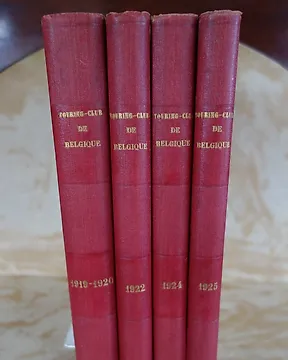 TOURING-CLUB
DE
BELGIQUE
1919-1920
TOURING-CLUB
DE
BELGIQUE
1922
TOURING-CLUB
DE
BELGIQUE
1924
TOURING-CLUB
DE
BELGIQUE
1925